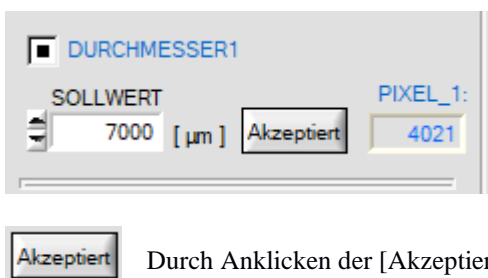 DURCHMESSER1
SOLLWERT PIXEL_1:
7000 [ µm ] Akzeptiert 4021
Akzeptiert Durch Anklicken der [Akzeptier